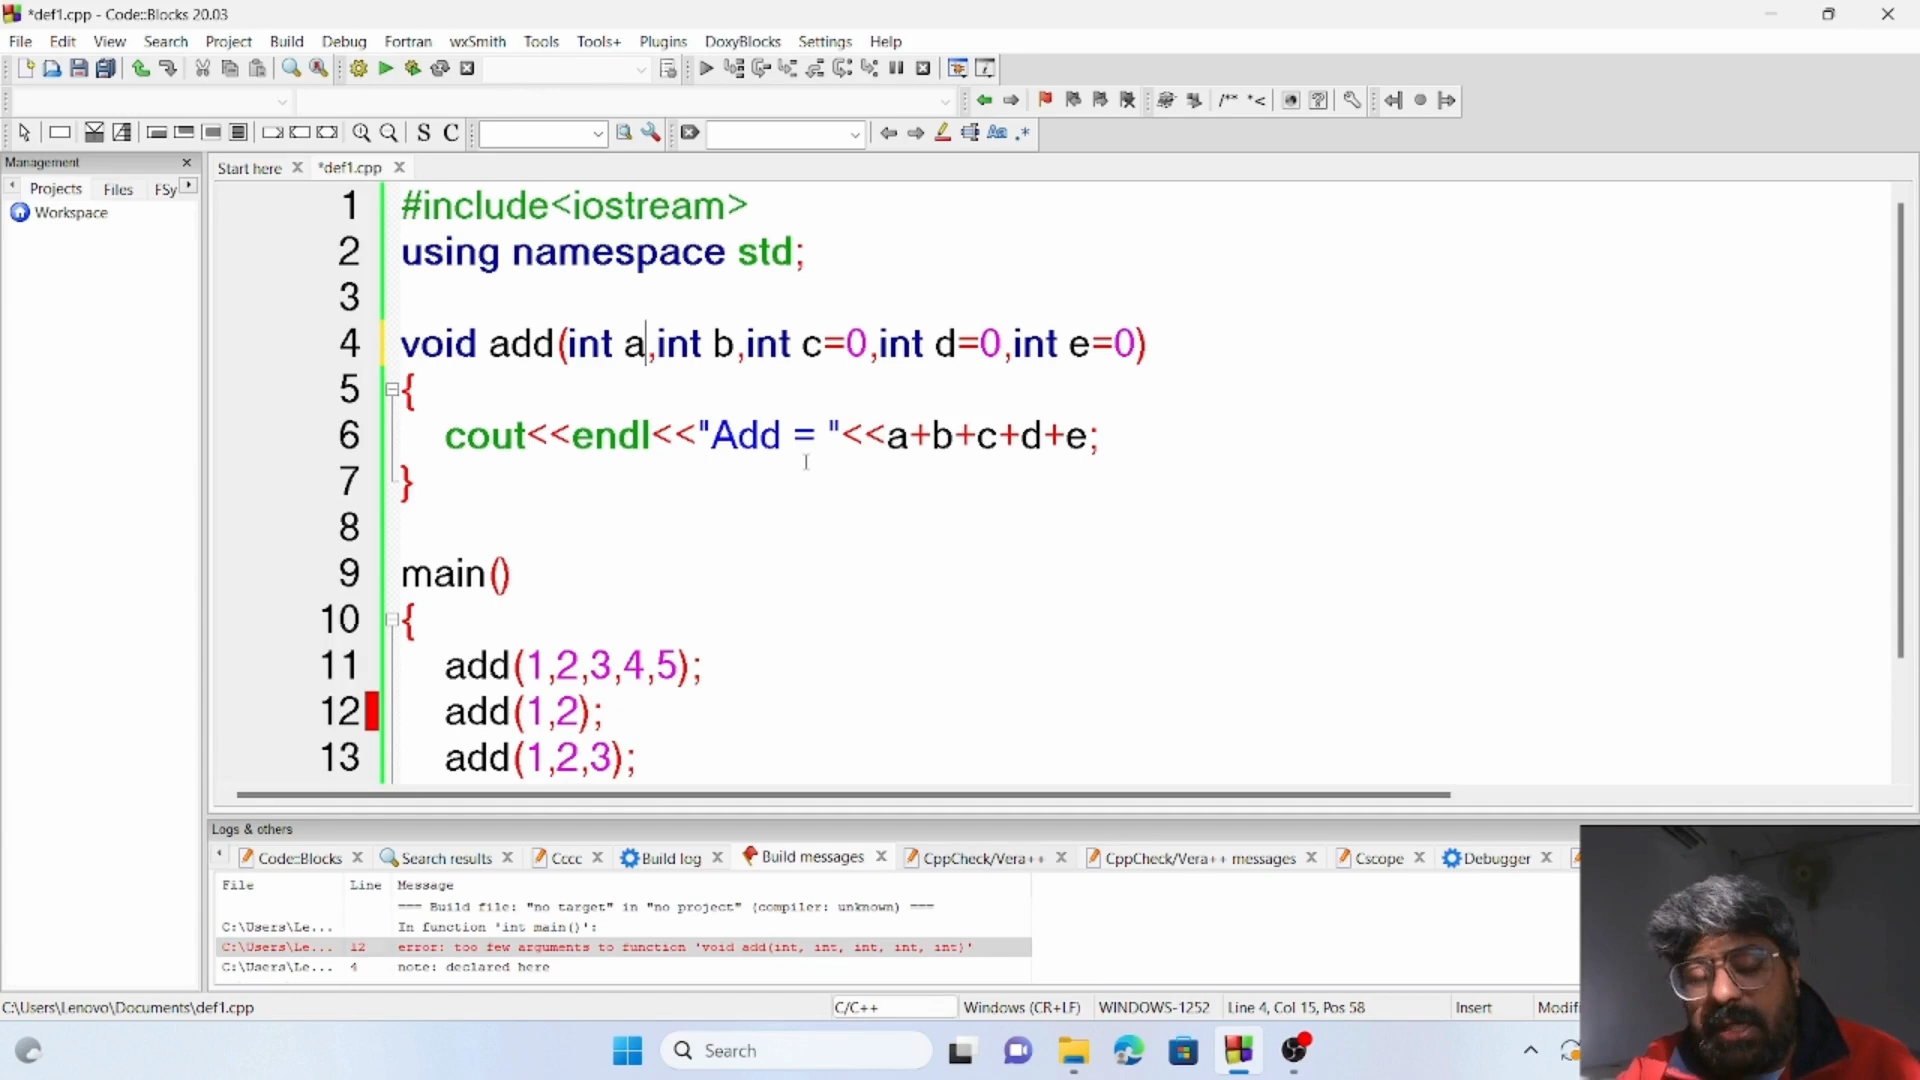 *def1.cpp - Code::Blocks 20.03
File Edit View Search Project Build Debug Fortran wxSmith Tools Tools+ Plugins DoxyBlocks Settings Help
/** *<
S C Aa .*
Management
Start here *def1.cpp
Projects Files FSy
Workspace
1 #include<iostream>
2 using namespace std;
3
4 void add(int a,int b,int c=0,int d=0,int e=0)
5 {
6 cout<<endl<<"Add = "<<a+b+c+d+e;
7 }
8
9 main()
10 {
11 add(1,2,3,4,5);
12 add(1,2);
13 add(1,2,3);
Logs & others
Code::Blocks Search results Cccc Build log Build messages CppCheck/Vera++ CppCheck/Vera++ messages Cscope Debugger
File Line Message
=== Build file: "no target" in "no project" (compiler: unknown) ===
C:\Users\Le... In function 'int main()':
C:\Users\Le... 12 error: too few arguments to function 'void add(int, int, int, int, int)'
C:\Users\Le... 4 note: declared here
C:\Users\Lenovo\Documents\def1.cpp C/C++ Windows (CR+LF) WINDOWS-1252 Line 4, Col 15, Pos 58 Insert Modifi
Search